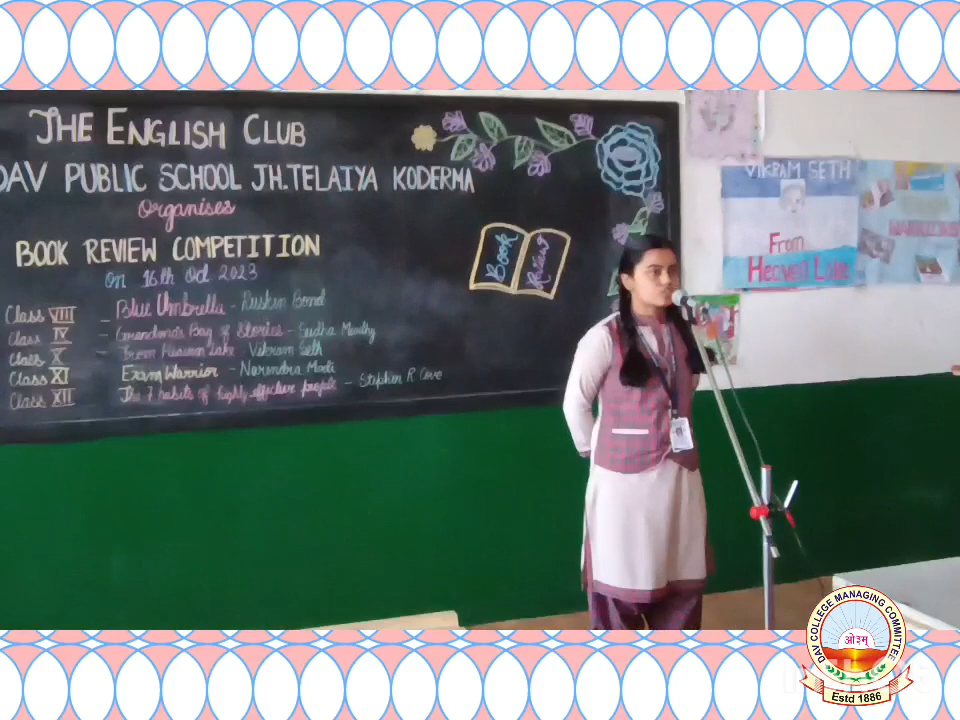 THE ENGLISH CLUB
DAV PUBLIC SCHOOL JH.TELAIYA KODERMA
Organises
BOOK REVIEW COMPETITION
On 16th Oct 2023
Class VIII - Blue Umbrella - Ruskin Bond
Class IX - Grandma's Bag of Stories - Sudha Murthy
Class X - From Heaven Lake - Vikram Seth
Class XI - Exam Warrior - Narendra Modi
Class XII - The 7 habits of highly effective people - Stephen R. Cove
Book Review
VIKRAM SETH
From
Heaven Lake
DAV COLLEGE MANAGING COMMITTEE
ओ३म्
Estd 1886